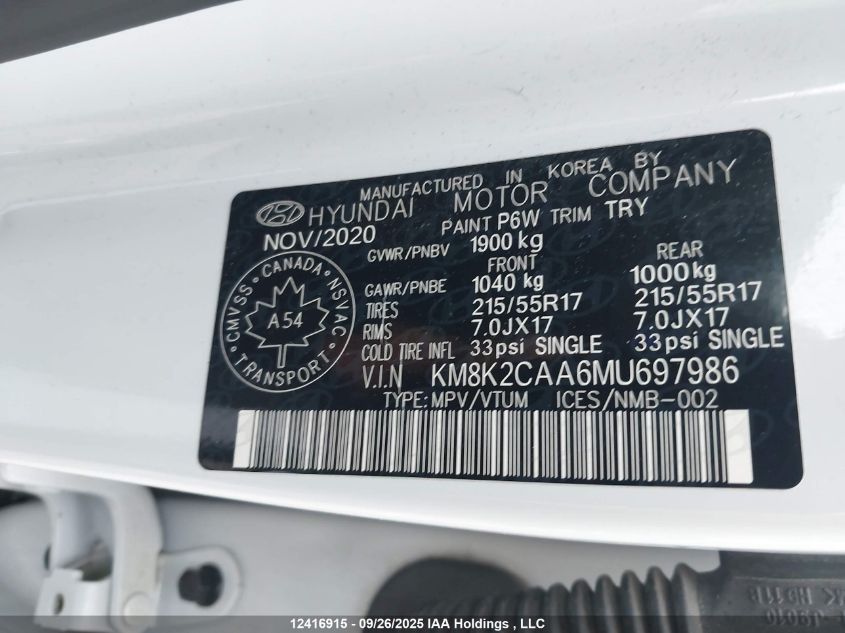 MANUFACTURED IN KOREA BY
HYUNDAI MOTOR COMPANY
NOV/2020 PAINT P6W TRIM TRY
GVWR/PNBV 1900 kg
FRONT REAR
GAWR/PNBE 1040 kg 1000kg
TIRES 215/55R17 215/55R17
RIMS 7.0JX17 7.0JX17
COLD TIRE INFL 33psi SINGLE 33psi SINGLE
V.I.N KM8K2CAA6MU697986
TYPE:MPV/VTUM ICES/NMB-002
CMVSS • CANADA • NSVAC • TRANSPORT •
A54
12416915 - 09/26/2025 IAA Holdings , LLC